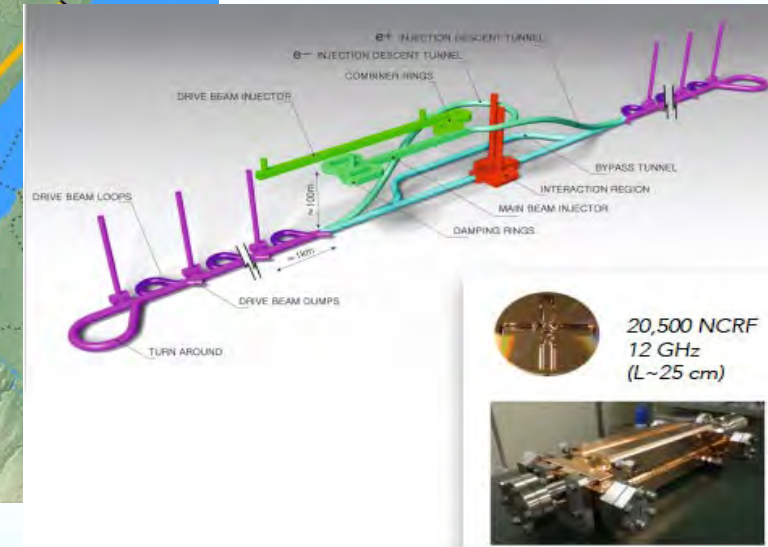 e+ INJECTION DESCENT TUNNEL
e− INJECTION DESCENT TUNNEL
COMBINER RINGS
DRIVE BEAM INJECTOR
BYPASS TUNNEL
INTERACTION REGION
DRIVE BEAM LOOPS
~100m
MAIN BEAM INJECTOR
DAMPING RINGS
~1km
DRIVE BEAM DUMPS
TURN AROUND
20,500 NCRF
12 GHz
(L~25 cm)